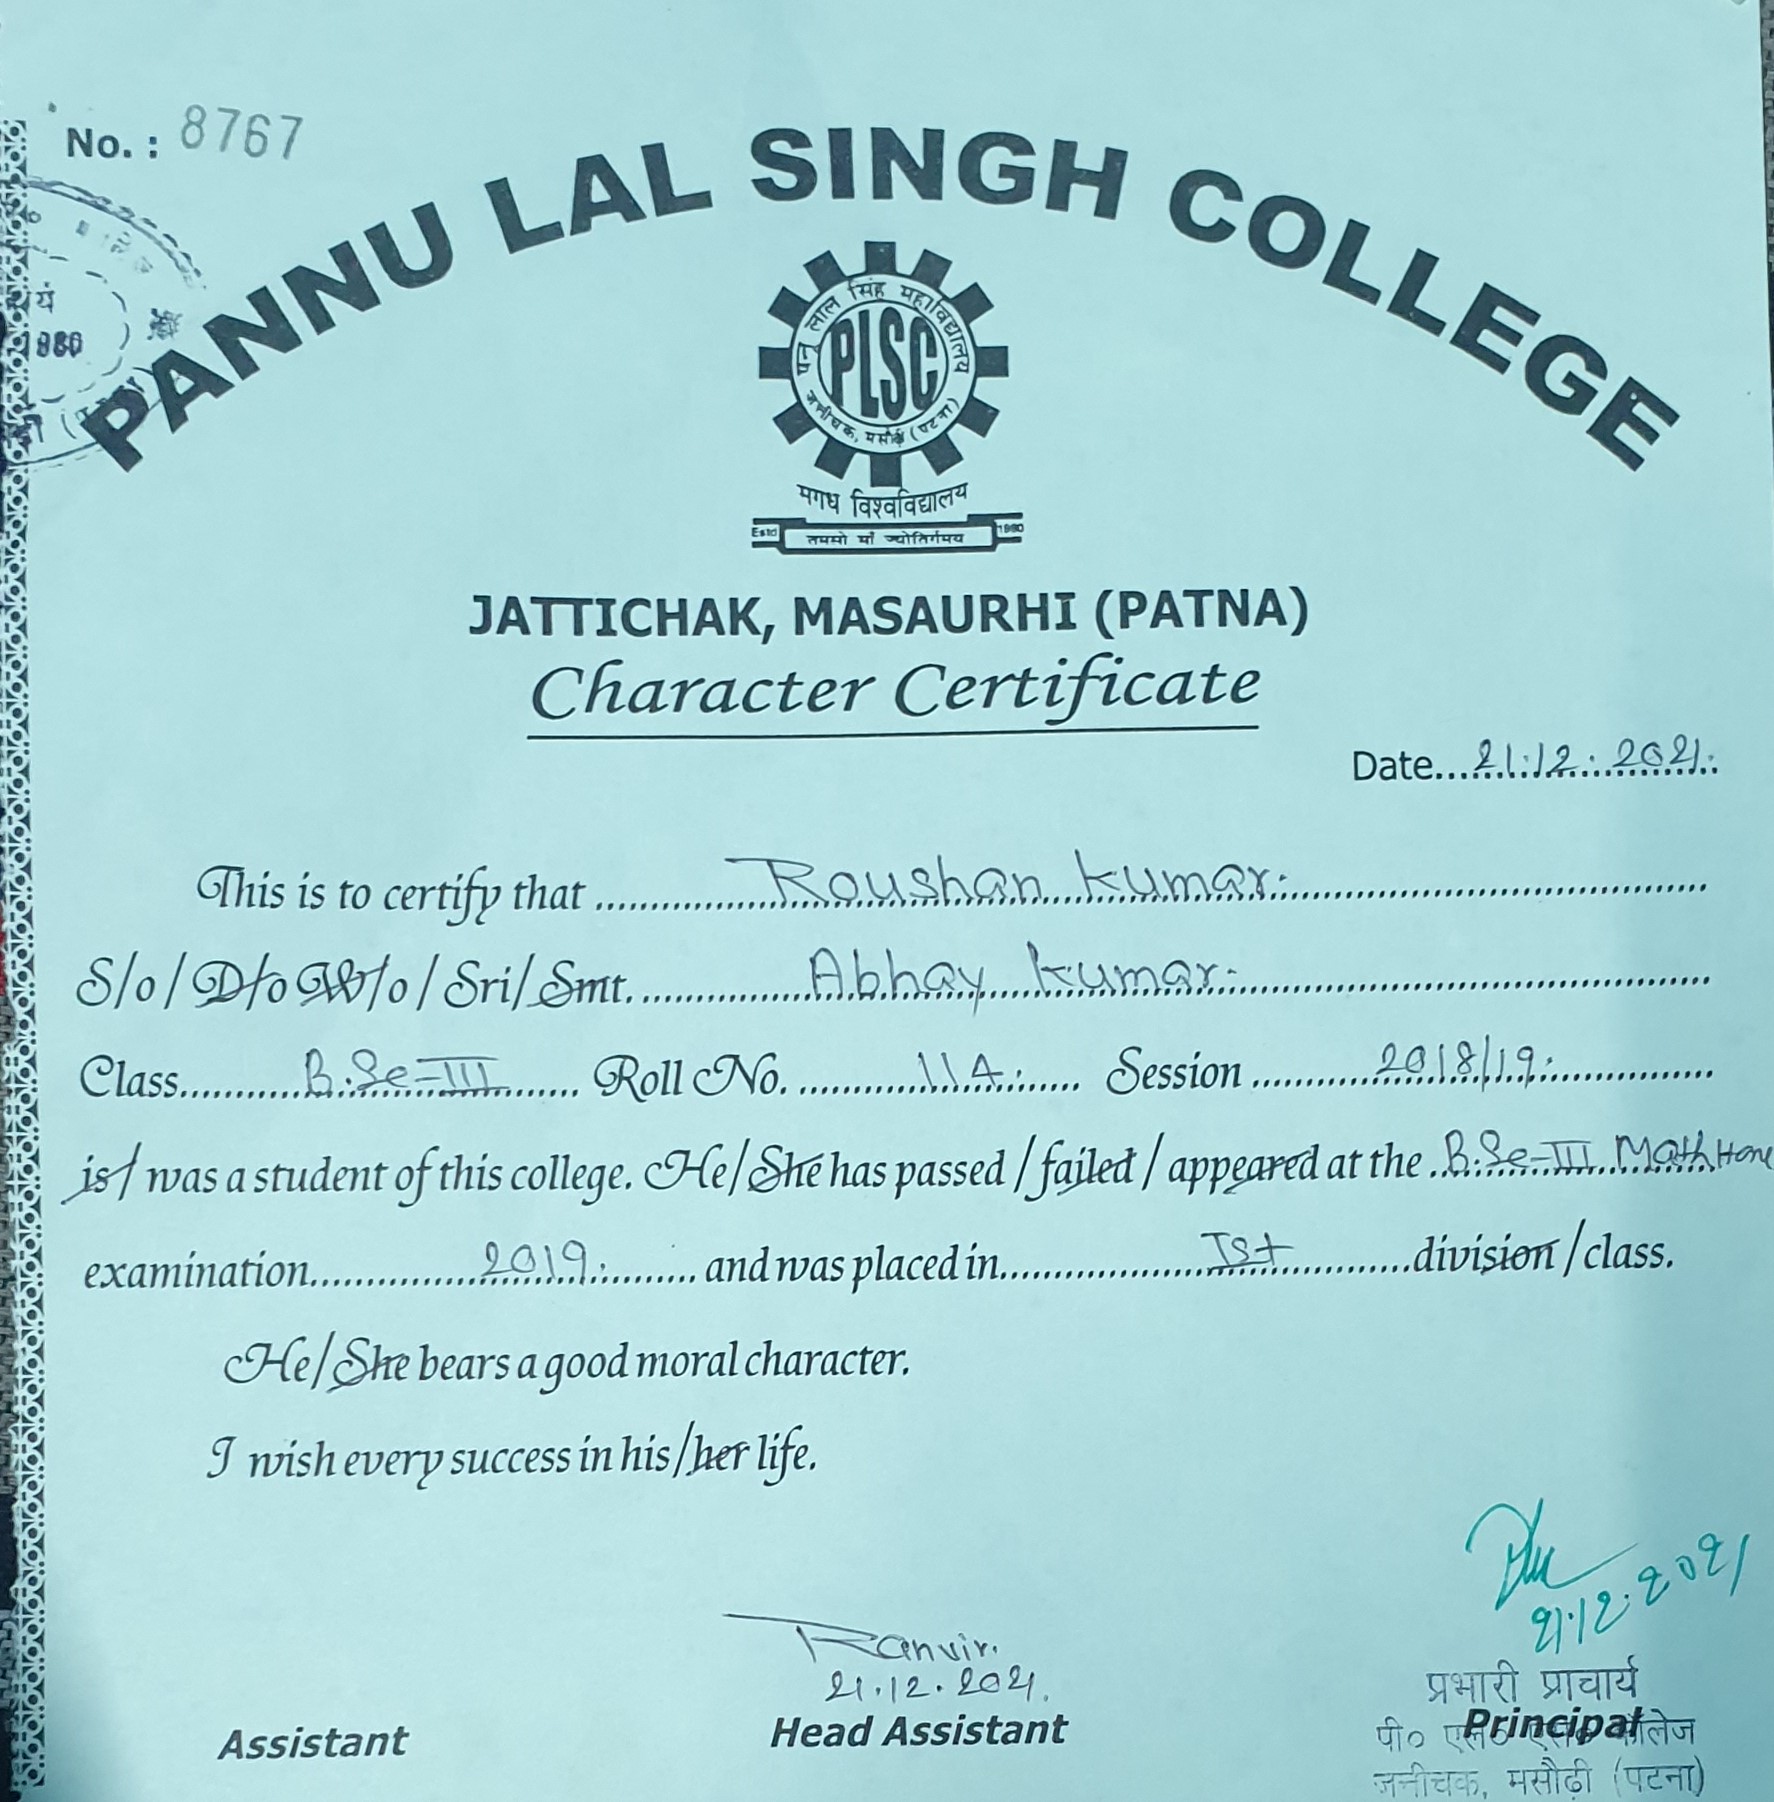 No. : 8767
PANNU LAL SINGH COLLEGE
पन्नू लाल सिंह महाविद्यालय
PLSC
जत्तीचक, मसौढ़ी (पटना)
मगध विश्वविद्यालय
Estd 1980
तमसो माँ ज्योतिर्गमय
JATTICHAK, MASAURHI (PATNA)
Character Certificate
Date... 21.12.2021.
This is to certify that ... Roushan Kumar.
S/o / D/o W/o / Sri/ Smt. ... Abhay Kumar.
Class... B.Sc-III ... Roll No. ... 114 ... Session ... 2018/19.
is / was a student of this college. He/She has passed / failed / appeared at the ... B.Sc-III Math Hons
examination... 2019. ... and was placed in... Ist ... division / class.
He/She bears a good moral character.
I wish every success in his/her life.
21.12.2021
Ranvir.
21.12.2021.
प्रभारी प्राचार्य
Assistant Head Assistant Principal
पी० एल० एस० कॉलेज
जत्तीचक, मसौढ़ी (पटना)